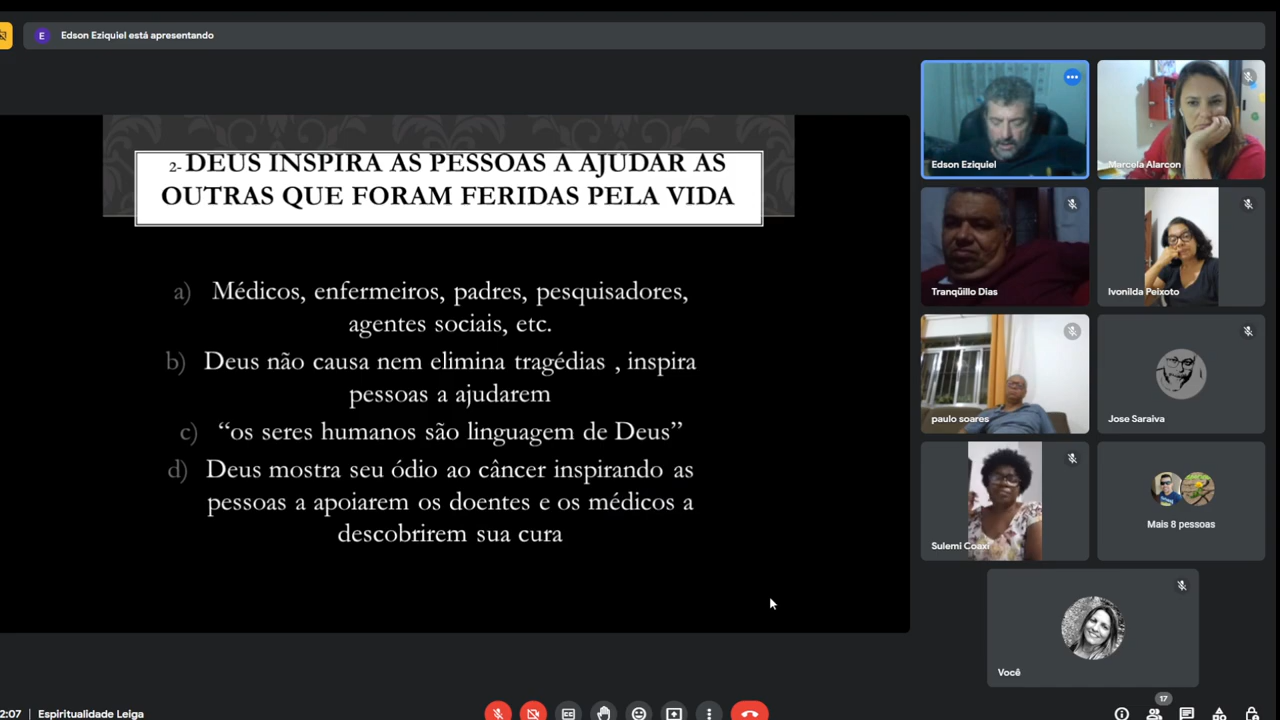 E Edson Eziquiel está apresentando
2- DEUS INSPIRA AS PESSOAS A AJUDAR AS
OUTRAS QUE FORAM FERIDAS PELA VIDA
a) Médicos, enfermeiros, padres, pesquisadores,
agentes sociais, etc.
b) Deus não causa nem elimina tragédias , inspira
pessoas a ajudarem
c) “os seres humanos são linguagem de Deus”
d) Deus mostra seu ódio ao câncer inspirando as
pessoas a apoiarem os doentes e os médicos a
descobrirem sua cura
Edson Eziquiel
Marcela Alarcon
Tranqüillo Dias
Ivonilda Peixoto
paulo soares
Jose Saraiva
Sulemi Coaxi
Mais 8 pessoas
Você
2:07 | Espiritualidade Leiga
17